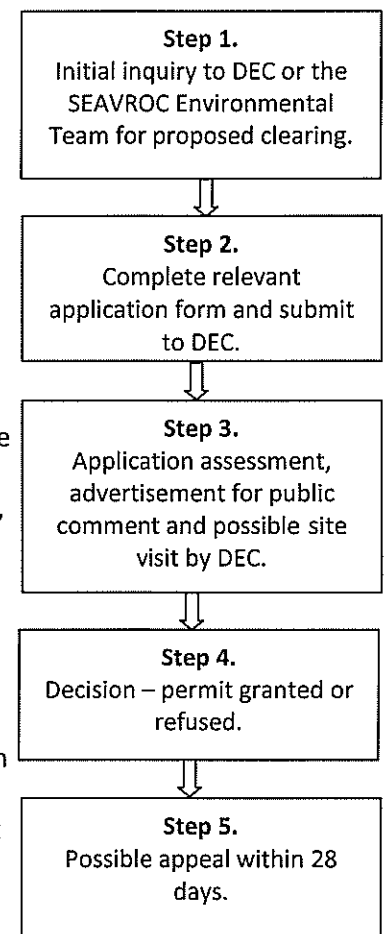 Step 1.
Initial inquiry to DEC or the
SEAVROC Environmental
Team for proposed clearing.
Step 2.
Complete relevant
application form and submit
to DEC.
Step 3.
Application assessment,
advertisement for public
comment and possible site
visit by DEC.
Step 4.
Decision – permit granted or
refused.
Step 5.
Possible appeal within 28
days.